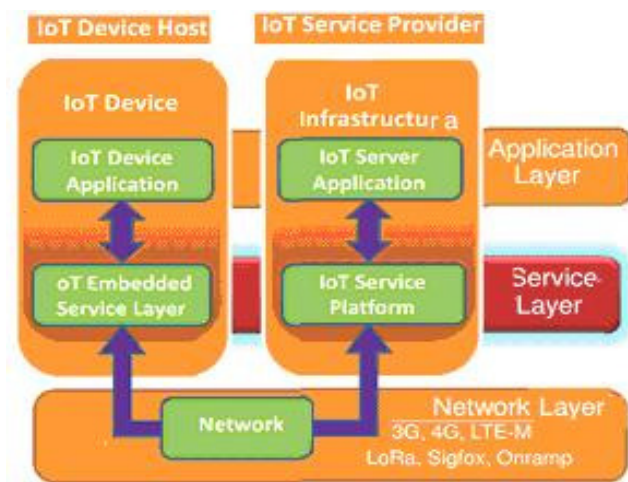 IoT Device Host
IoT Service Provider
IoT Device
IoT
Infrastructur a
IoT Device
Application
IoT Server
Application
Application
Layer
oT Embedded
Service Layer
IoT Service
Platform
Service-
Layer
Network
Network Layer
3G, 4G, LTE-M
LoRa, Sigfox, Onramp